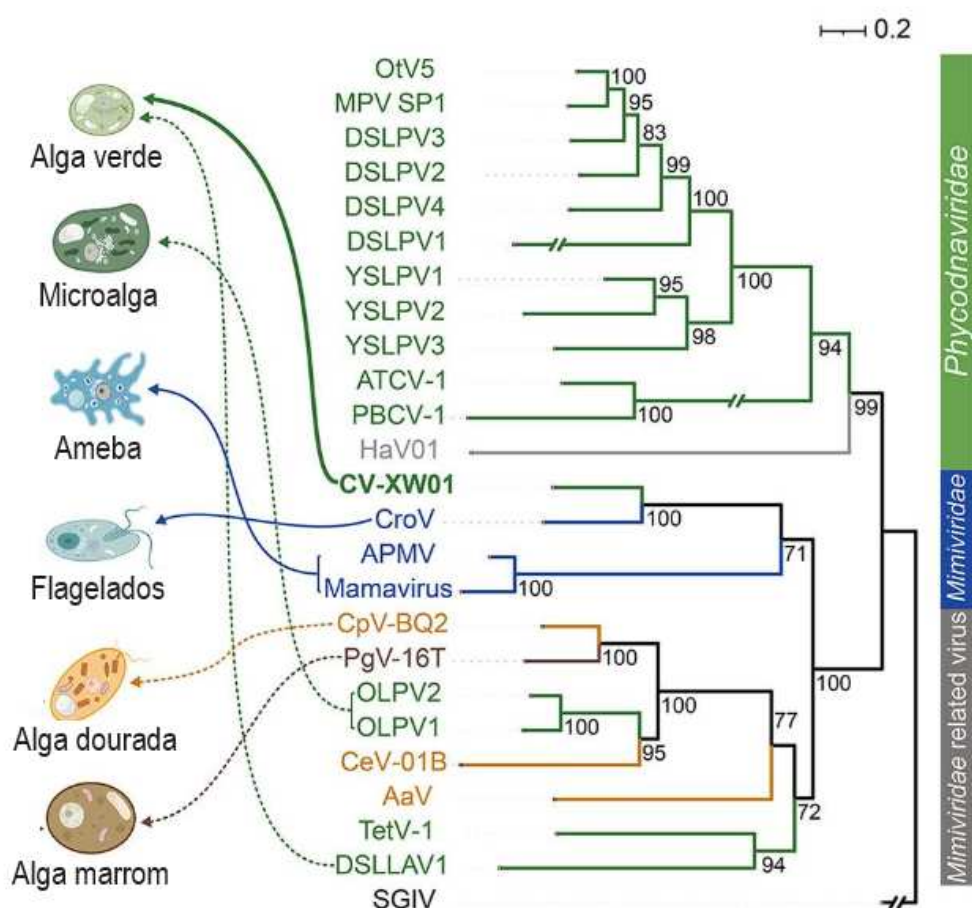 0.2
Alga verde
Microalga
Ameba
Flagelados
Alga dourada
Alga marrom
OtV5
MPV SP1
DSLPV3
DSLPV2
DSLPV4
DSLPV1
YSLPV1
YSLPV2
YSLPV3
ATCV-1
PBCV-1
HaV01
CV-XW01
CroV
APMV
Mamavirus
CpV-BQ2
PgV-16T
OLPV2
OLPV1
CeV-01B
AaV
TetV-1
DSLLAV1
SGIV
100
95
83
99
100
100
95
98
94
100
99
100
71
100
100
100
100
77
100
95
72
94
Phycodnaviridae
Mimiviridae
Mimiviridae related virus